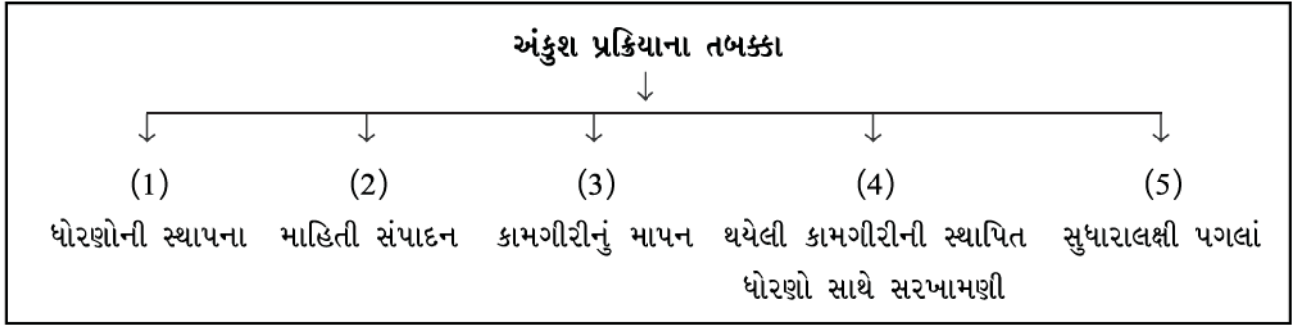 અંકુશ પ્રક્રિયાના તબક્કા
(1) (2) (3) (4) (5)
ધોરણોની સ્થાપના માહિતી સંપાદન કામગીરીનું માપન થયેલી કામગીરીની સ્થાપિત સુધારાલક્ષી પગલાં
ધોરણો સાથે સરખામણી